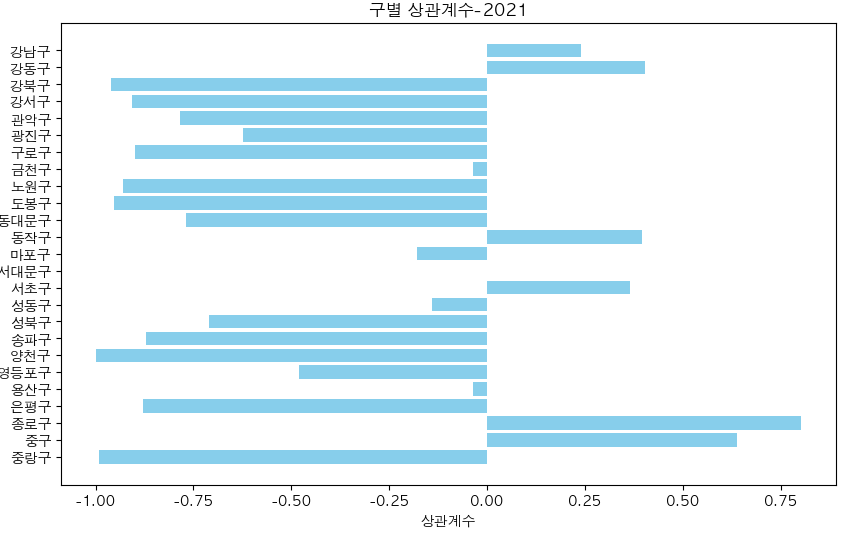 구별 상관계수-2021
강남구
강동구
강북구
강서구
관악구
광진구
구로구
금천구
노원구
도봉구
동대문구
동작구
마포구
서대문구
서초구
성동구
성북구
송파구
양천구
영등포구
용산구
은평구
종로구
중구
중랑구
-1.00 -0.75 -0.50 -0.25 0.00 0.25 0.50 0.75
상관계수